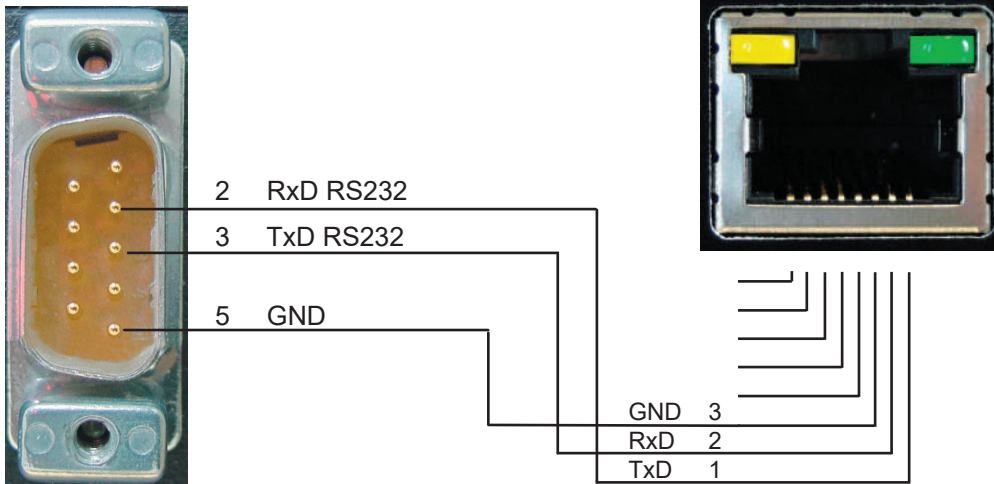 2 RxD RS232
3 TxD RS232
5 GND
GND 3
RxD 2
TxD 1